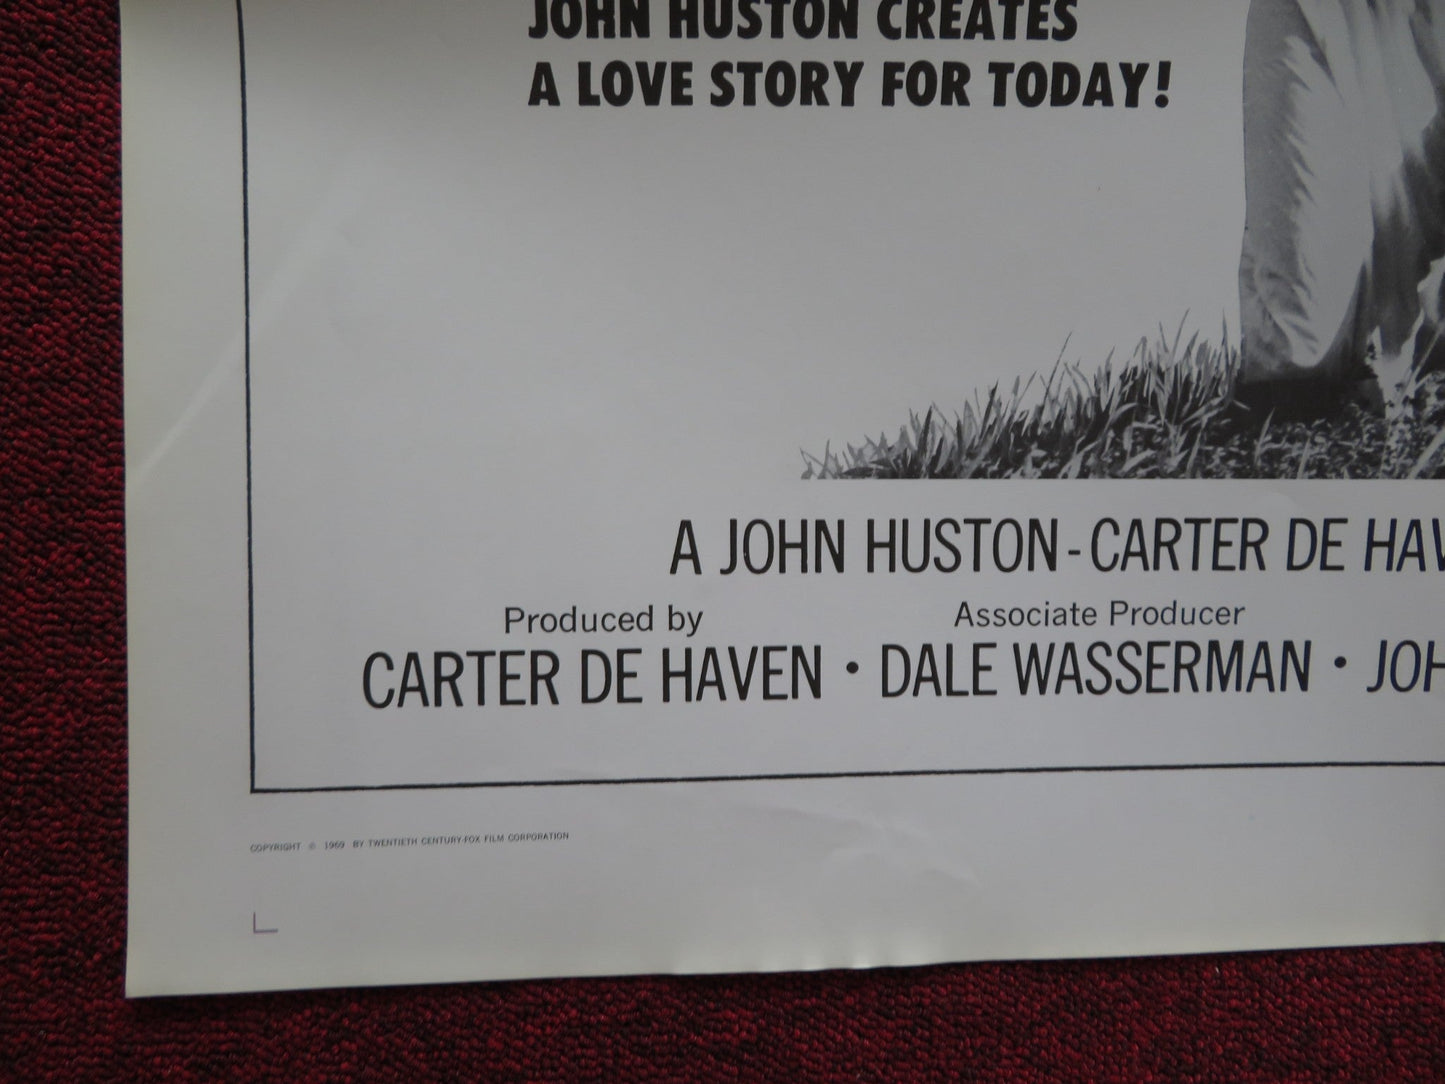 JOHN HUSTON CREATES
A LOVE STORY FOR TODAY!
A JOHN HUSTON - CARTER DE HAV
Produced by Associate Producer
CARTER DE HAVEN • DALE WASSERMAN • JOH
COPYRIGHT © 1969 BY TWENTIETH CENTURY-FOX FILM CORPORATION